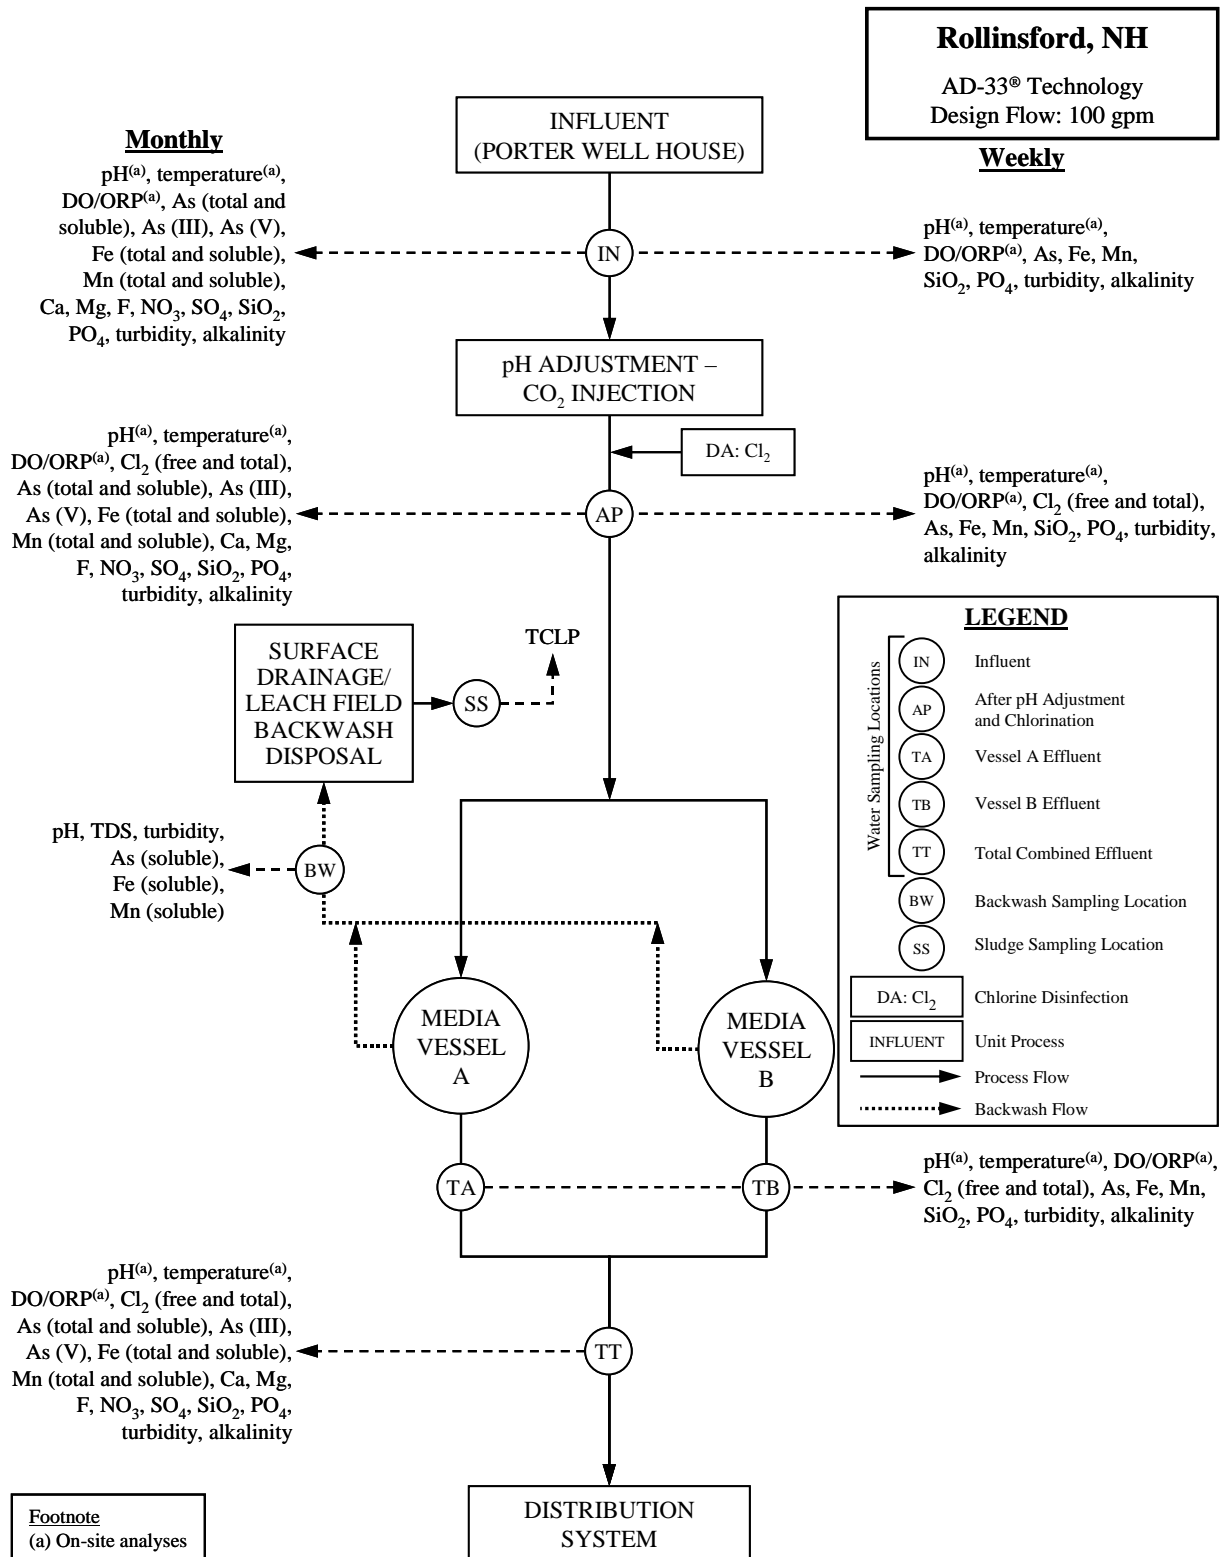 Rollinsford, NH
AD-33® Technology
Design Flow: 100 gpm
INFLUENT
(PORTER WELL HOUSE)
Monthly
pH(a), temperature(a),
DO/ORP(a), As (total and
soluble), As (III), As (V),
Fe (total and soluble),
Mn (total and soluble),
Ca, Mg, F, NO3, SO4, SiO2,
PO4, turbidity, alkalinity
IN
Weekly
pH(a), temperature(a),
DO/ORP(a), As, Fe, Mn,
SiO2, PO4, turbidity, alkalinity
pH ADJUSTMENT –
CO2 INJECTION
DA: Cl2
pH(a), temperature(a),
DO/ORP(a), Cl2 (free and total),
As (total and soluble), As (III),
As (V), Fe (total and soluble),
Mn (total and soluble), Ca, Mg,
F, NO3, SO4, SiO2, PO4,
turbidity, alkalinity
AP
pH(a), temperature(a),
DO/ORP(a), Cl2 (free and total),
As, Fe, Mn, SiO2, PO4, turbidity,
alkalinity
SURFACE
DRAINAGE/
LEACH FIELD
BACKWASH
DISPOSAL
SS
TCLP
pH, TDS, turbidity,
As (soluble),
Fe (soluble),
Mn (soluble)
BW
LEGEND
Water Sampling Locations
IN
Influent
AP
After pH Adjustment
and Chlorination
TA
Vessel A Effluent
TB
Vessel B Effluent
TT
Total Combined Effluent
BW
Backwash Sampling Location
SS
Sludge Sampling Location
DA: Cl2
Chlorine Disinfection
INFLUENT
Unit Process
Process Flow
Backwash Flow
MEDIA
VESSEL
A
MEDIA
VESSEL
B
TA
TB
pH(a), temperature(a), DO/ORP(a),
Cl2 (free and total), As, Fe, Mn,
SiO2, PO4, turbidity, alkalinity
pH(a), temperature(a),
DO/ORP(a), Cl2 (free and total),
As (total and soluble), As (III),
As (V), Fe (total and soluble),
Mn (total and soluble), Ca, Mg,
F, NO3, SO4, SiO2, PO4,
turbidity, alkalinity
TT
DISTRIBUTION
SYSTEM
Footnote
(a) On-site analyses